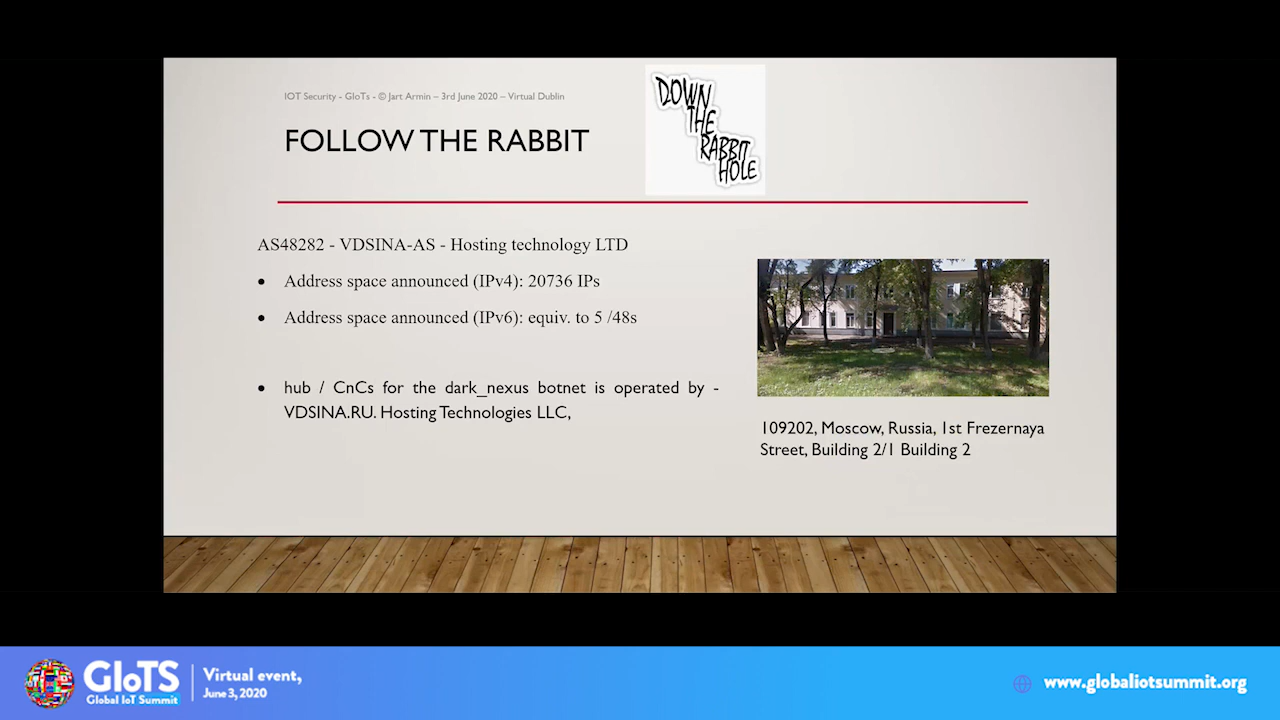 IOT Security - GIoTs - © Jart Armin – 3rd June 2020 – Virtual Dublin
FOLLOW THE RABBIT
DOWN
THE
RABBIT
HOLE
AS48282 - VDSINA-AS - Hosting technology LTD
• Address space announced (IPv4): 20736 IPs
• Address space announced (IPv6): equiv. to 5 /48s
• hub / CnCs for the dark_nexus botnet is operated by -
VDSINA.RU. Hosting Technologies LLC,
109202, Moscow, Russia, 1st Frezernaya
Street, Building 2/1 Building 2
GIoTS
Global IoT Summit
Virtual event,
June 3, 2020
www.globaliotsummit.org